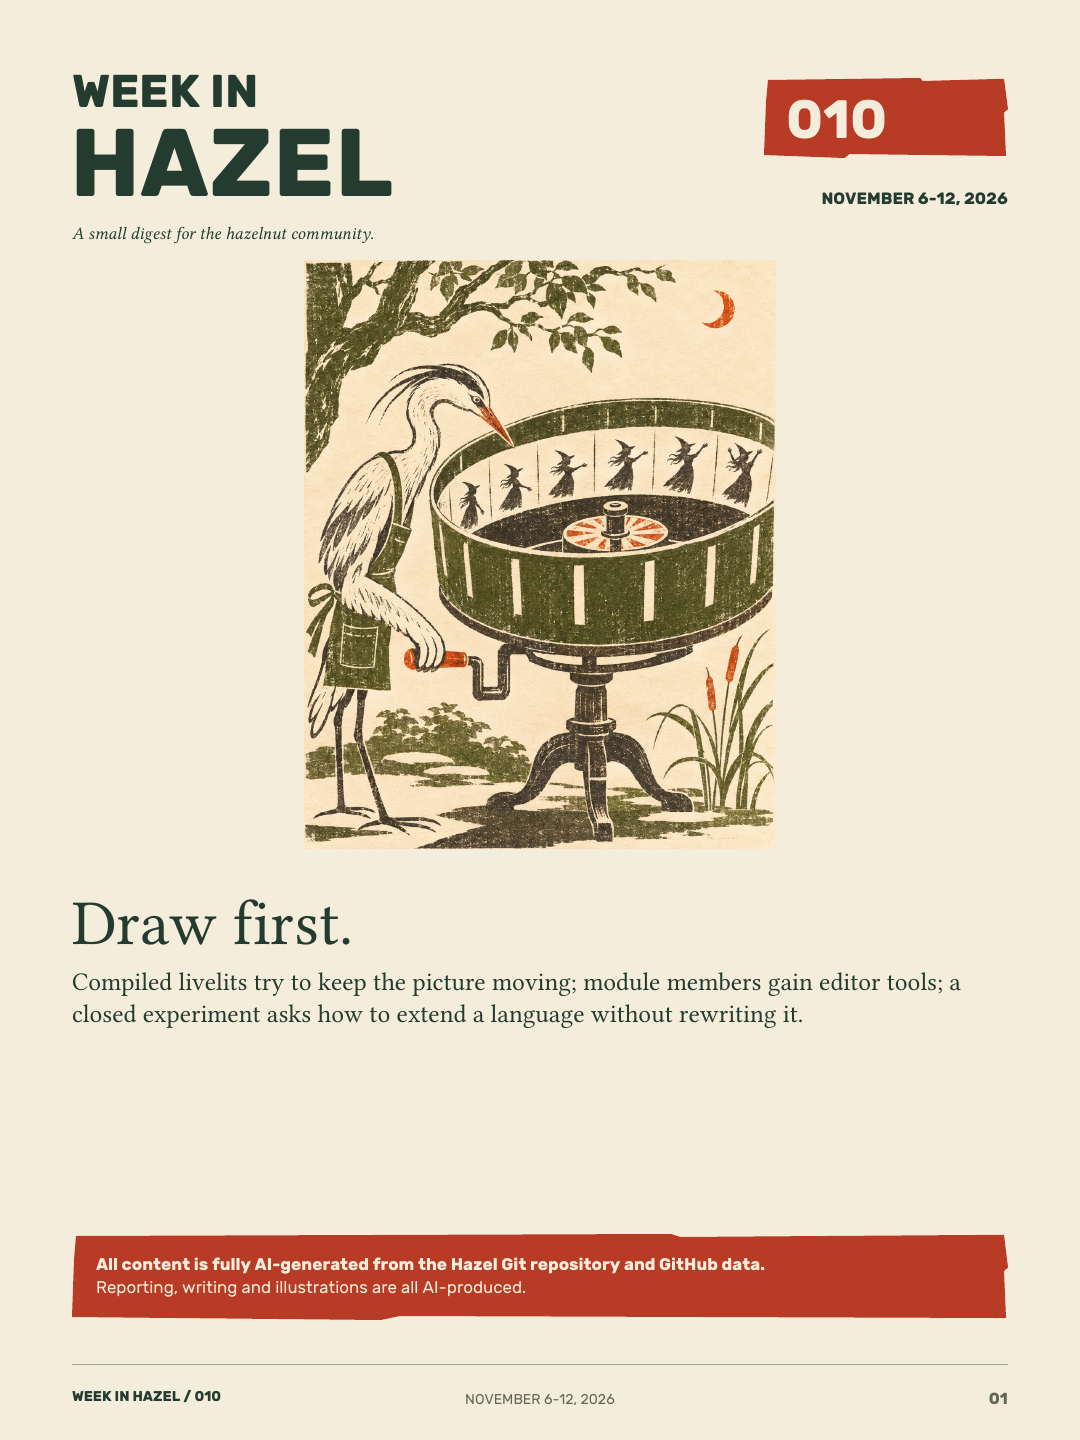 WEEK IN
HAZEL
010
NOVEMBER 6-12, 2026
A small digest for the hazelnut community.
Draw first.
Compiled livelits try to keep the picture moving; module members gain editor tools; a
closed experiment asks how to extend a language without rewriting it.
All content is fully AI-generated from the Hazel Git repository and GitHub data.
Reporting, writing and illustrations are all AI-produced.
WEEK IN HAZEL / 010
NOVEMBER 6-12, 2026
01